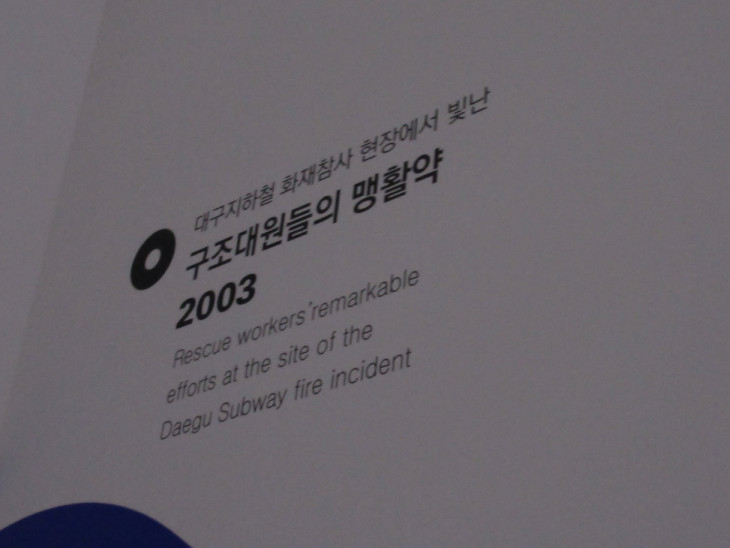 대구지하철 화재참사 현장에서 빛난
구조대원들의 맹활약
2003
Rescue workers'remarkable
efforts at the site of the
Daegu Subway fire incident